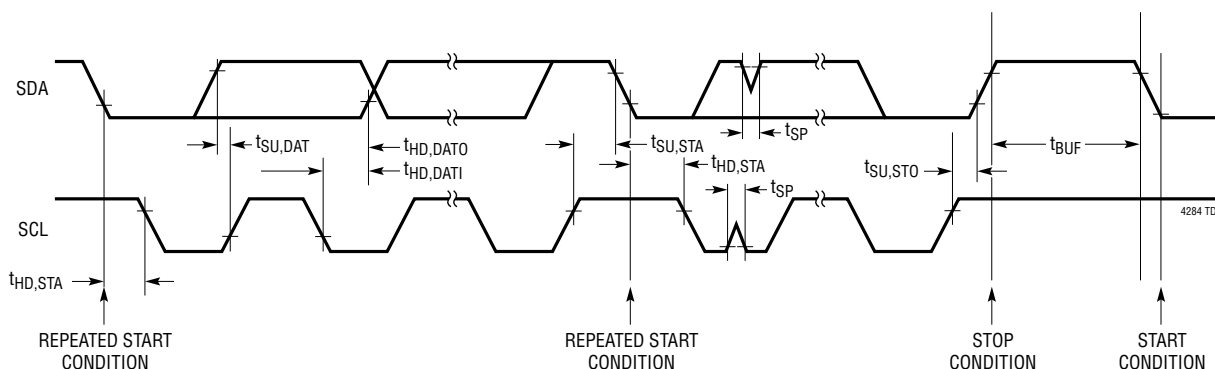 SDA
tSU,DAT
tHD,DATO
tHD,DATI
tSU,STA
tHD,STA
tSP
tSP
tSU,STO
tBUF
SCL
4284 TD
tHD,STA
REPEATED START
CONDITION
REPEATED START
CONDITION
STOP
CONDITION
START
CONDITION